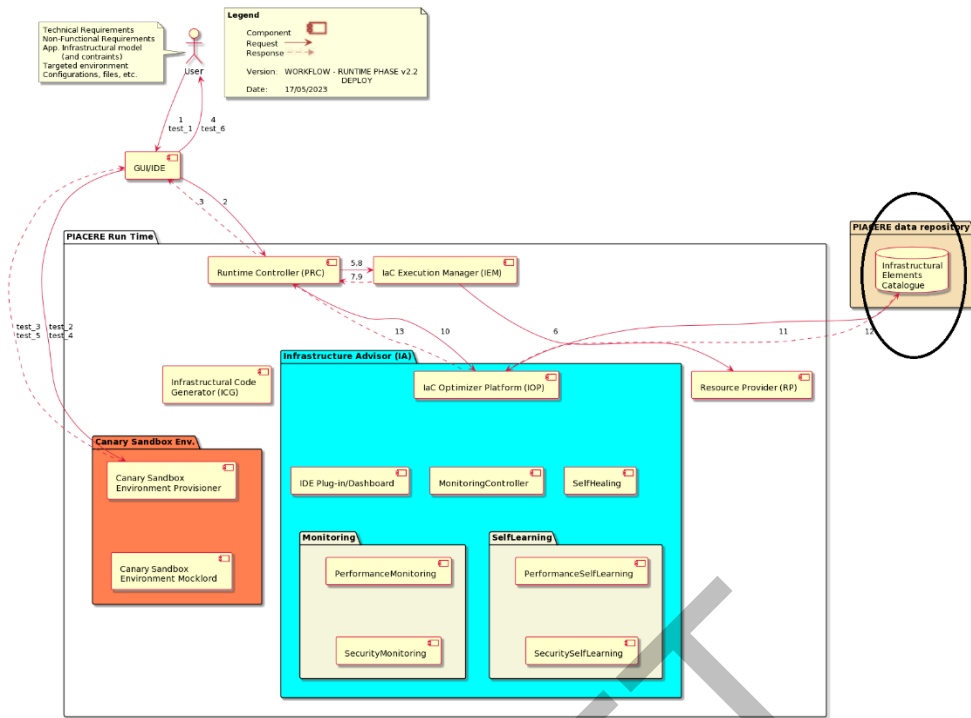 Technical Requirements
Non-Functional Requirements
App. Infrastructural model
(and contraints)
Targeted environment
Configurations, files, etc.
User
Legend
Component
Request
Response
Version: WORKFLOW - RUNTIME PHASE v2.2
DEPLOY
Date: 17/05/2023
1
test_1
4
test_6
GUI/IDE
3
2
PIACERE Run Time
PIACERE data repository
Runtime Controller (PRC)
5,8
7,9
IaC Execution Manager (IEM)
Infrastructural
Elements
Catalogue
test_3
test_5
test_2
test_4
13
10
6
11
12
Infrastructure Advisor (IA)
Infrastructural Code
Generator (ICG)
IaC Optimizer Platform (IOP)
Resource Provider (RP)
Canary Sandbox Env.
Canary Sandbox
Environment Provisioner
IDE Plug-in/Dashboard
MonitoringController
SelfHealing
Canary Sandbox
Environment Mocklord
Monitoring
PerformanceMonitoring
SecurityMonitoring
SelfLearning
PerformanceSelfLearning
SecuritySelfLearning